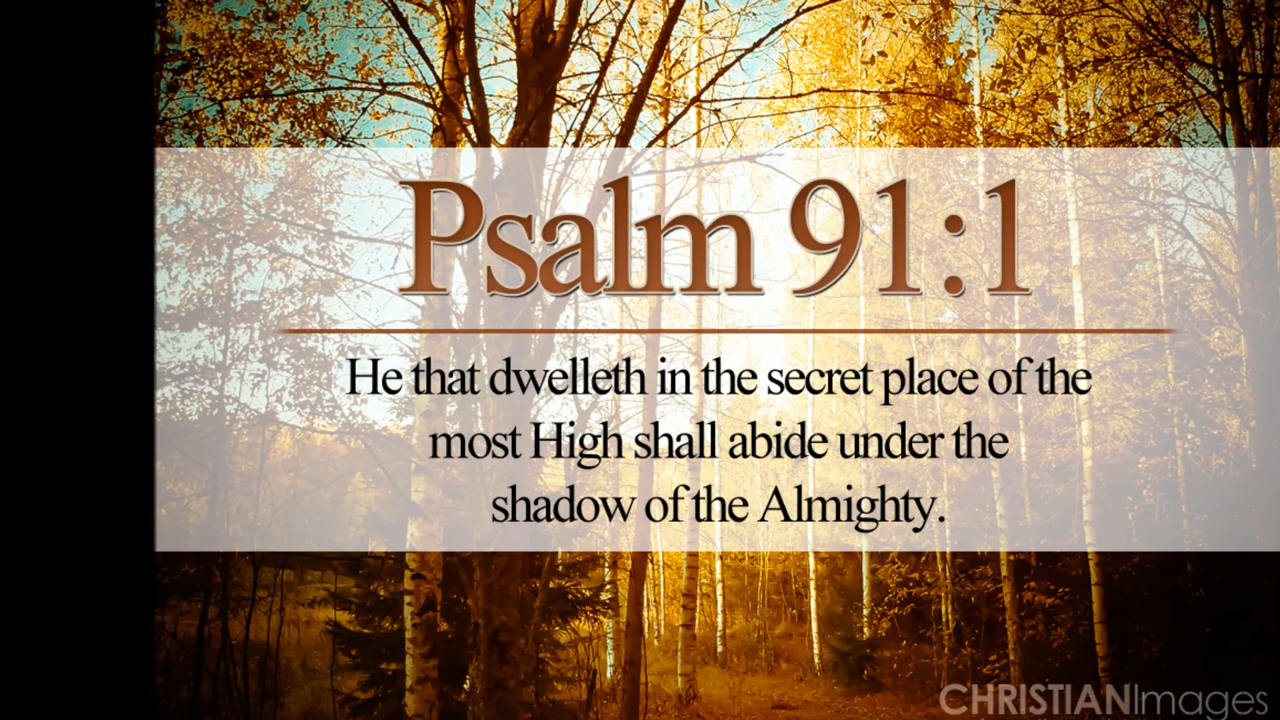 Psalm 91:1
He that dwelleth in the secret place of the
most High shall abide under the
shadow of the Almighty.
CHRISTIANImages